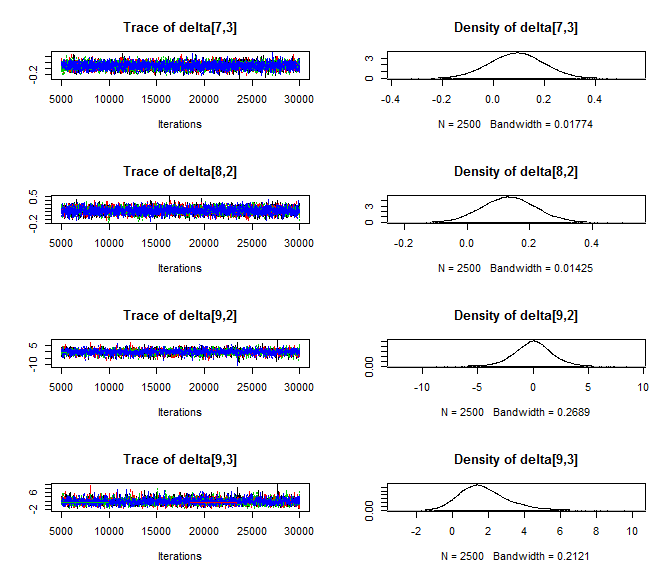 Trace of delta[7,3]
Density of delta[7,3]
-0.2
5000 10000 15000 20000 25000 30000
Iterations
0 3
-0.4 0.0 0.2 0.4
N = 2500 Bandwidth = 0.01774
Trace of delta[8,2]
Density of delta[8,2]
-0.2 0.5
5000 10000 15000 20000 25000 30000
Iterations
0 3
-0.2 0.0 0.2 0.4
N = 2500 Bandwidth = 0.01425
Trace of delta[9,2]
Density of delta[9,2]
-10 5
5000 10000 15000 20000 25000 30000
Iterations
0.00
-10 -5 0 5 10
N = 2500 Bandwidth = 0.2689
Trace of delta[9,3]
Density of delta[9,3]
-2 6
5000 10000 15000 20000 25000 30000
Iterations
0.00
-2 0 2 4 6 8 10
N = 2500 Bandwidth = 0.2121